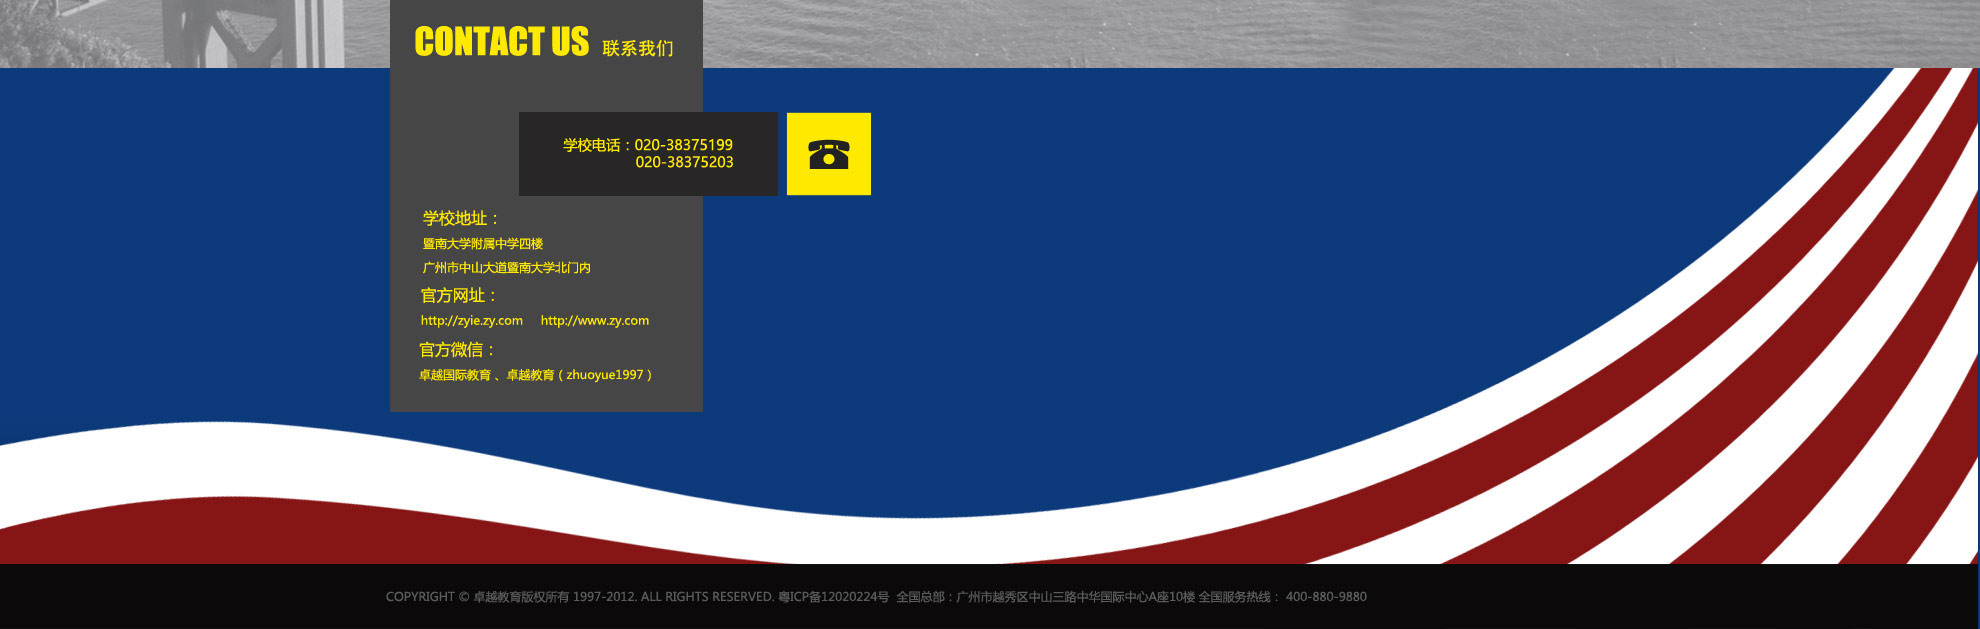 CONTACT US 联系我们
学校电话：020-38375199
020-38375203
学校地址：
暨南大学附属中学四楼
广州市中山大道暨南大学北门内
官方网址：
http://zyie.zy.com http://www.zy.com
官方微信：
卓越国际教育 、卓越教育（zhuoyue1997）
COPYRIGHT © 卓越教育版权所有 1997-2012. ALL RIGHTS RESERVED. 粤ICP备12020224号 全国总部：广州市越秀区中山三路中华国际中心A座10楼 全国服务热线： 400-880-9880